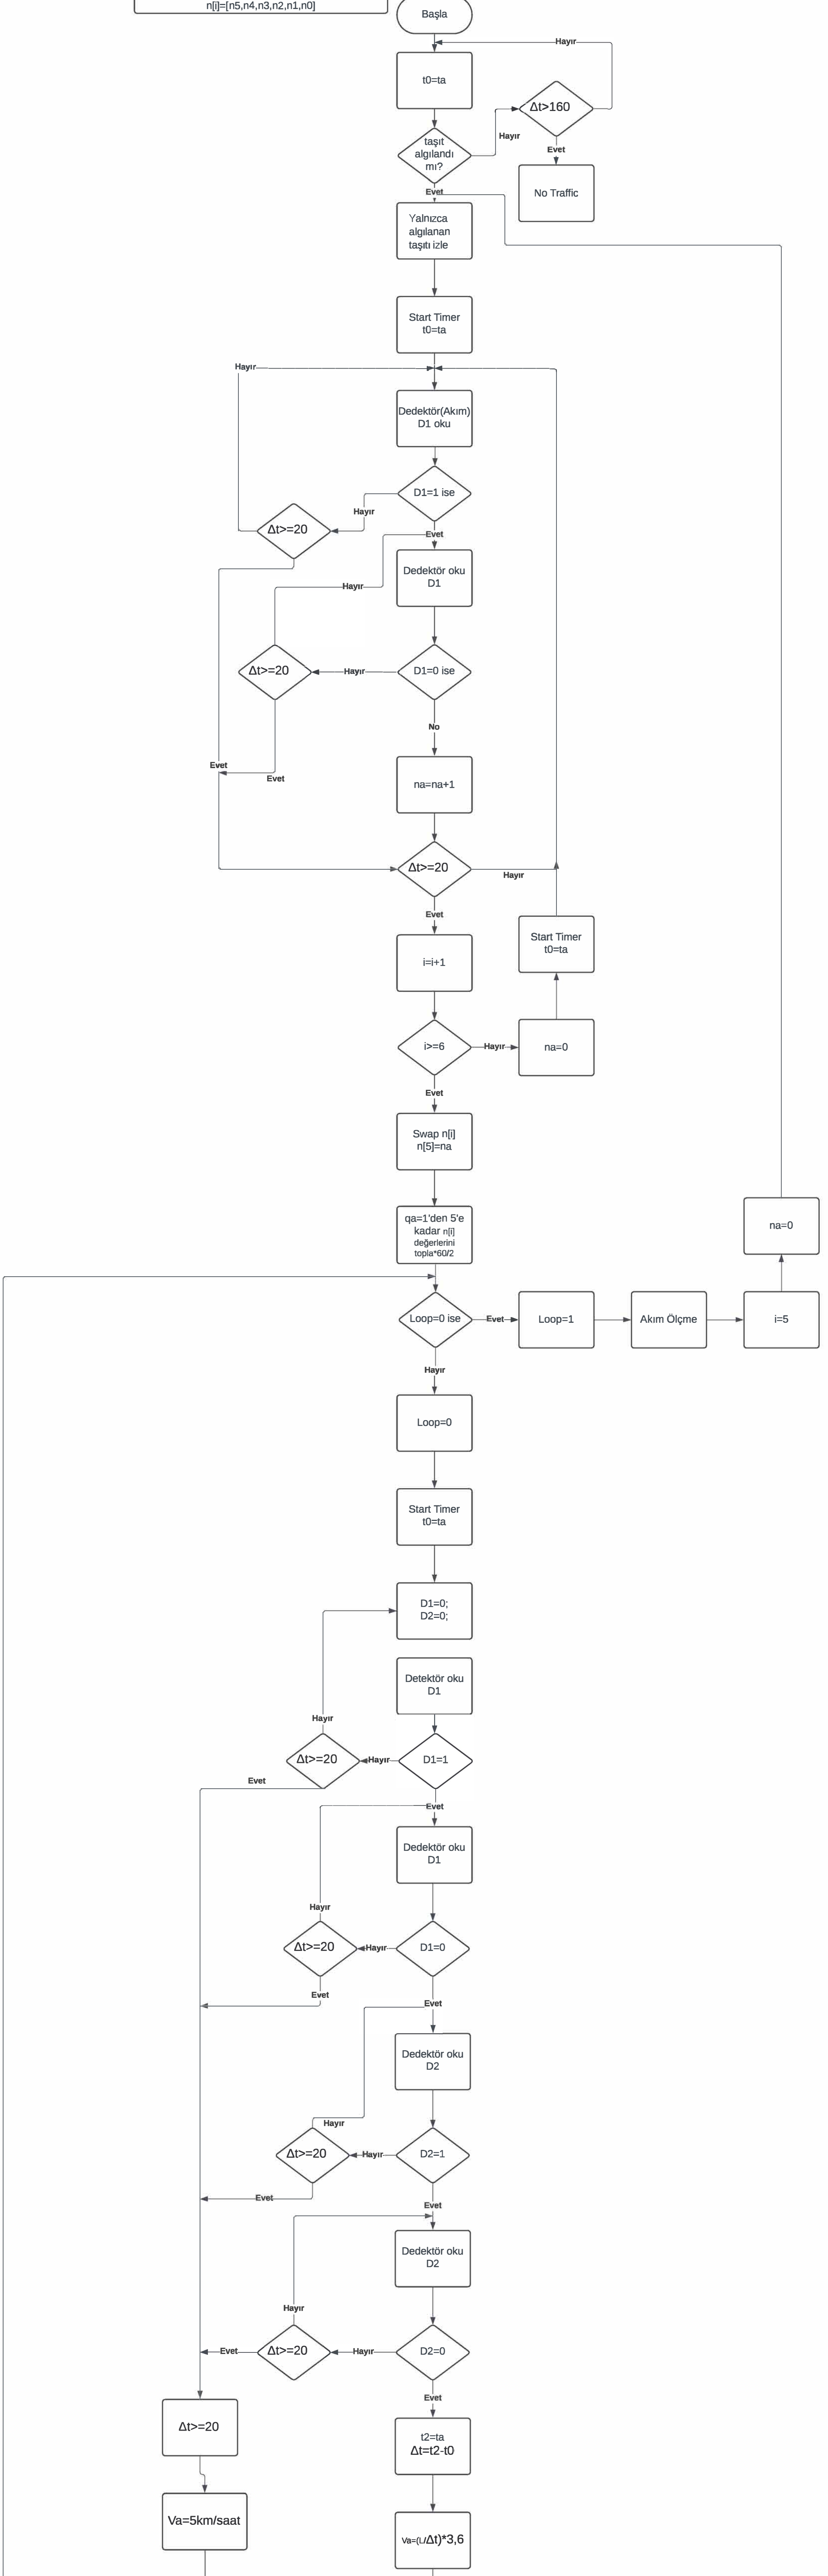 n[i]=[n5,n4,n3,n2,n1,n0]
Başla
Hayır
t0=ta
Δt>160
Hayır
taşıt
algılandı
mı?
Evet
Evet
No Traffic
Yalnızca
algılanan
taşıtı izle
Start Timer
t0=ta
Hayır
Dedektör(Akım)
D1 oku
D1=1 ise
Hayır
Δt>=20
Evet
Dedektör oku
D1
Hayır
D1=0 ise
Hayır
Δt>=20
No
Evet
Evet
na=na+1
Δt>=20
Hayır
Evet
Start Timer
t0=ta
i=i+1
i>=6
Hayır
na=0
Evet
Swap n[i]
n[5]=na
qa=1'den 5'e
kadar n[i]
değerlerini
topla*60/2
na=0
Loop=0 ise
Evet
Loop=1
Akım Ölçme
i=5
Hayır
Loop=0
Start Timer
t0=ta
D1=0;
D2=0;
Detektör oku
D1
Hayır
D1=1
Hayır
Δt>=20
Evet
Evet
Dedektör oku
D1
Hayır
D1=0
Hayır
Δt>=20
Evet
Evet
Dedektör oku
D2
Hayır
D2=1
Hayır
Δt>=20
Evet
Evet
Dedektör oku
D2
Hayır
D2=0
Hayır
Δt>=20
Evet
Evet
Δt>=20
t2=ta
Δt=t2-t0
Va=5km/saat
Va=(L/Δt)*3,6